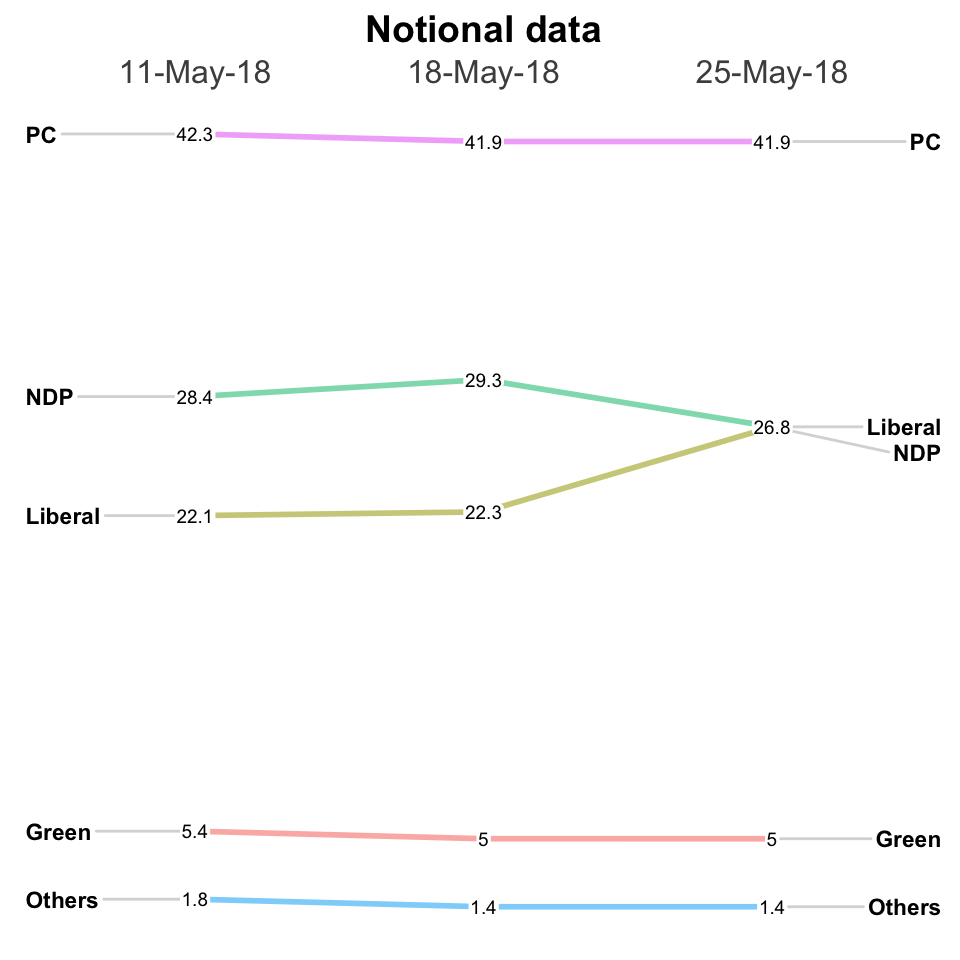 Notional data
11-May-18 18-May-18 25-May-18
PC 42.3 41.9 41.9 PC
NDP 28.4 29.3 26.8 Liberal
NDP
Liberal 22.1 22.3
Green 5.4 5 5 Green
Others 1.8 1.4 1.4 Others